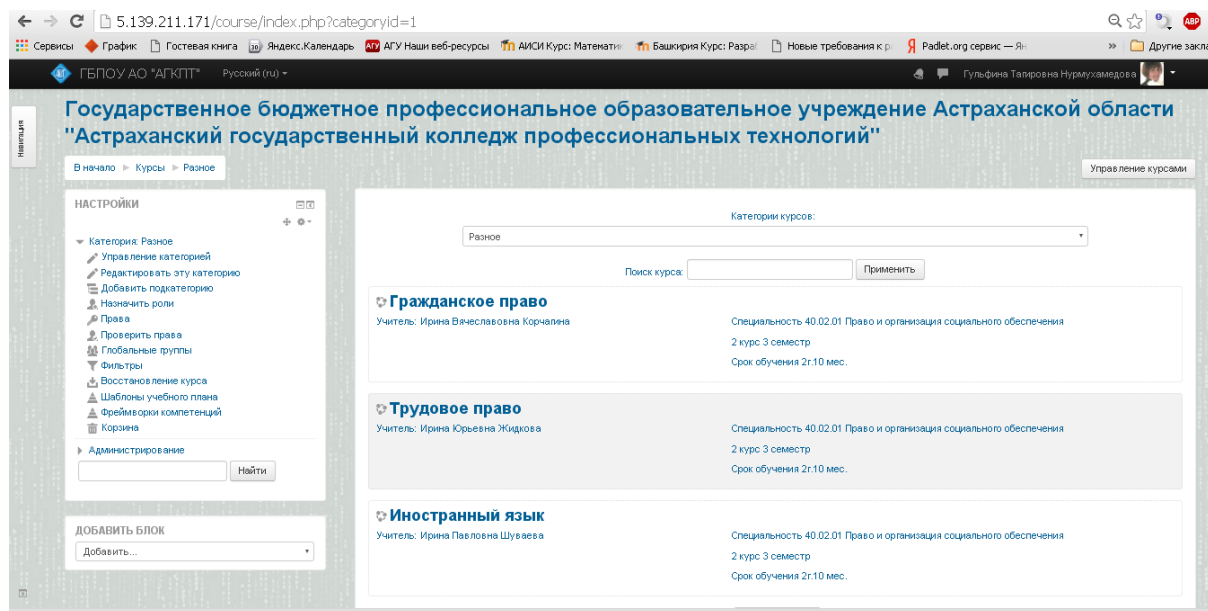 5.139.211.171/course/index.php?categoryid=1
ABP
Сервисы График Гостевая книга 30 Яндекс.Календарь АГУ АГУ Наши веб-ресурсы АИСИ Курс: Математи Башкирия Курс: Разра Новые требования к р Padlet.org сервис — Ян » Другие закла
ГБПОУ АО "АГКПТ" Русский (ru) Гульфина Тапировна Нурмухамедова
Навигация
Государственное бюджетное профессиональное образовательное учреждение Астраханской области
"Астраханский государственный колледж профессиональных технологий"
В начало ► Курсы ► Разное
Управление курсами
НАСТРОЙКИ
Категория: Разное
Управление категорией
Редактировать эту категорию
Добавить подкатегорию
Назначить роли
Права
Проверить права
Глобальные группы
Фильтры
Восстановление курса
Шаблоны учебного плана
Фреймворки компетенций
Корзина
Администрирование
Найти
ДОБАВИТЬ БЛОК
Добавить...
Категории курсов:
Разное
Поиск курса: Применить
Гражданское право
Учитель: Ирина Вячеславовна Корчагина
Специальность 40.02.01 Право и организация социального обеспечения
2 курс 3 семестр
Срок обучения 2г.10 мес.
Трудовое право
Учитель: Ирина Юрьевна Жидкова
Специальность 40.02.01 Право и организация социального обеспечения
2 курс 3 семестр
Срок обучения 2г.10 мес.
Иностранный язык
Учитель: Ирина Павловна Шуваева
Специальность 40.02.01 Право и организация социального обеспечения
2 курс 3 семестр
Срок обучения 2г.10 мес.